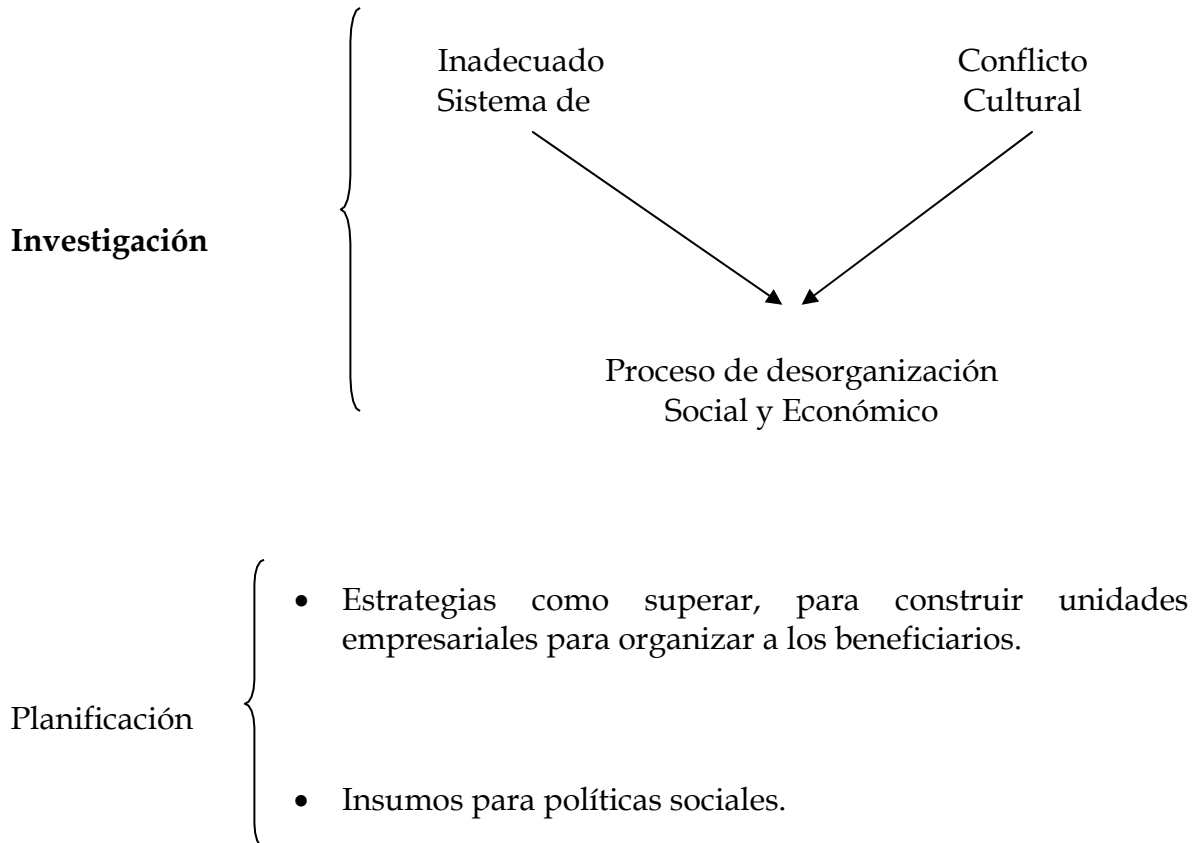 Inadecuado
Sistema de
Conflicto
Cultural
Investigación
Proceso de desorganización
Social y Económico
• Estrategias como superar, para construir unidades
empresariales para organizar a los beneficiarios.
Planificación
• Insumos para políticas sociales.